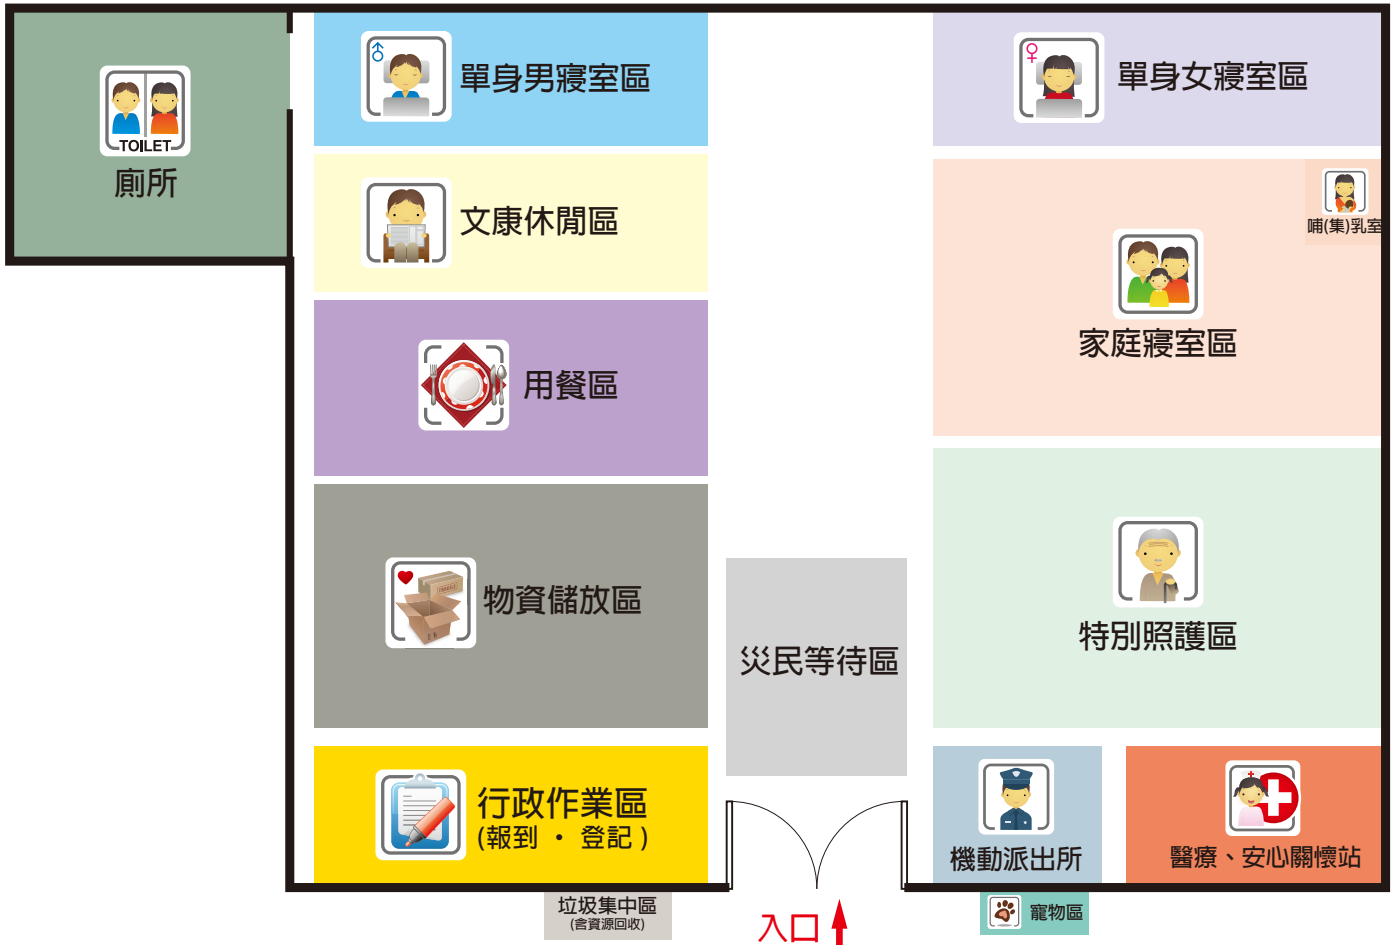 TOILET
廁所
單身男寢室區
文康休閒區
用餐區
物資儲放區
行政作業區
(報到 ‧ 登記)
垃圾集中區
(含資源回收)
災民等待區
入口
單身女寢室區
哺(集)乳室
家庭寢室區
特別照護區
機動派出所
醫療、安心關懷站
寵物區